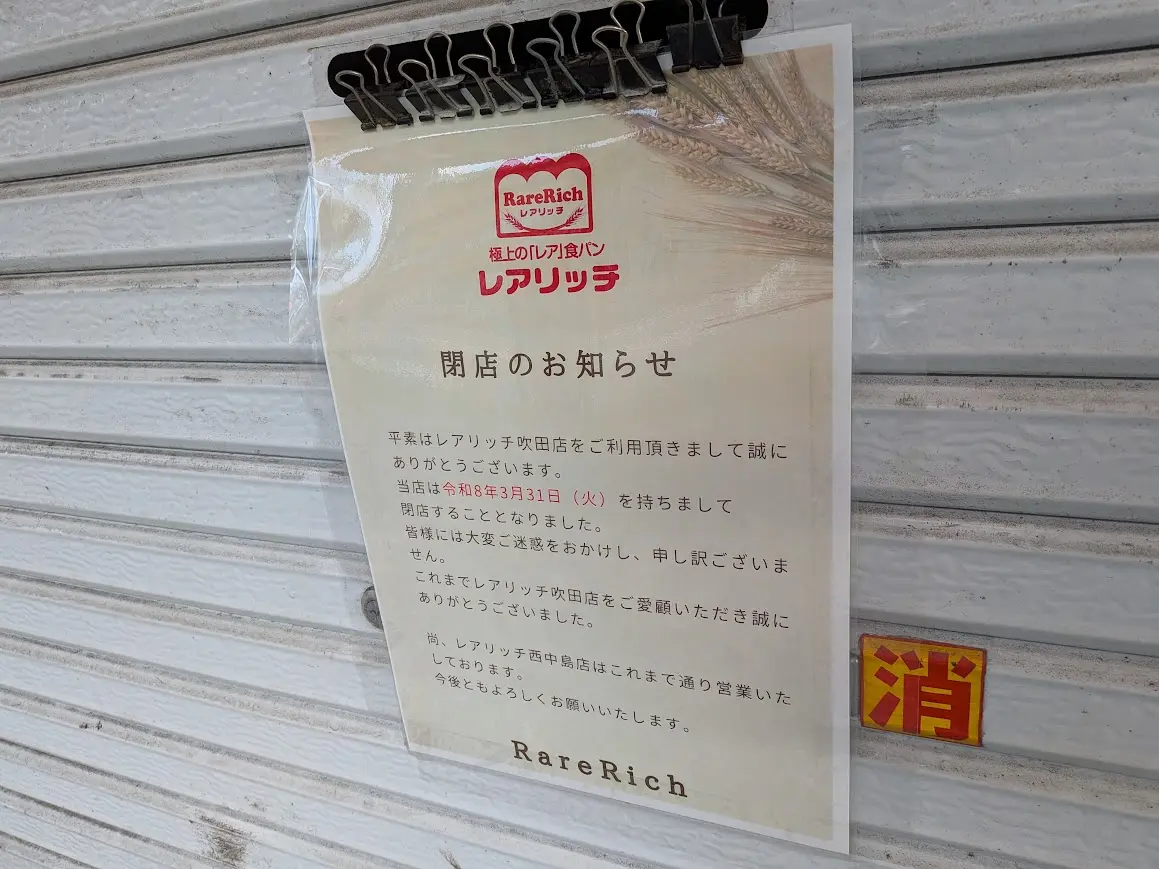 RareRich
レアリッチ
極上の「レア」食パン
レアリッチ
閉店のお知らせ
平素はレアリッチ吹田店をご利用頂きまして誠に
ありがとうございます。
当店は令和8年3月31日（火）を持ちまして
閉店することとなりました。
皆様には大変ご迷惑をおかけし、申し訳ございま
せん。
これまでレアリッチ吹田店をご愛顧いただき誠に
ありがとうございました。
尚、レアリッチ西中島店はこれまで通り営業いた
しております。
今後ともよろしくお願いいたします。
RareRich
消